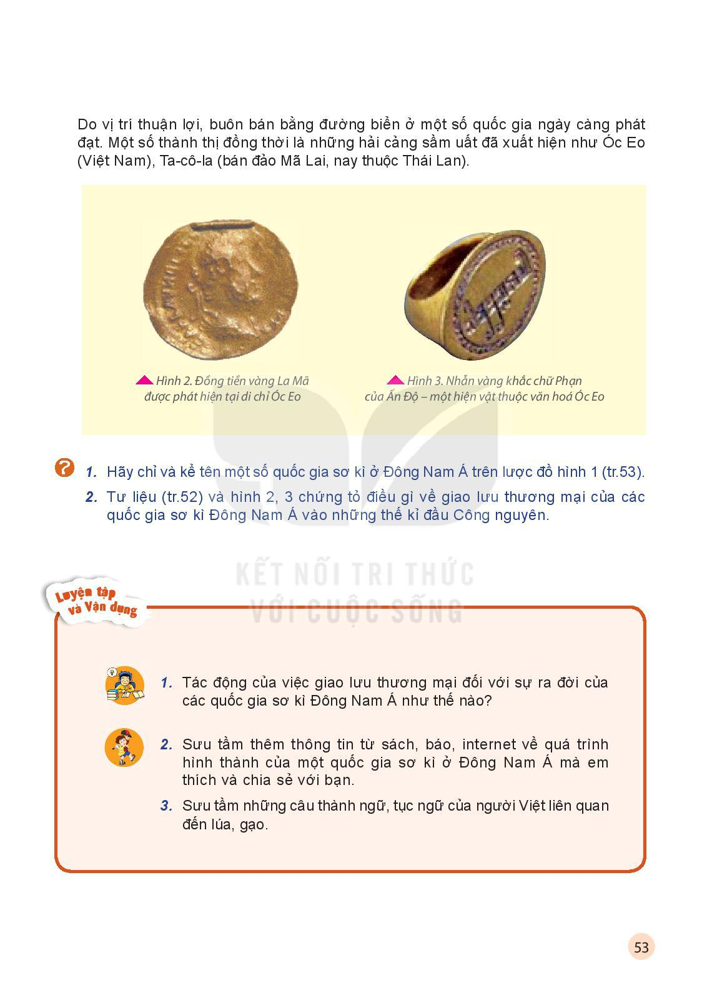 Do vị trí thuận lợi, buôn bán bằng đường biển ở một số quốc gia ngày càng phát
đạt. Một số thành thị đồng thời là những hải cảng sầm uất đã xuất hiện như Óc Eo
(Việt Nam), Ta-cô-la (bán đảo Mã Lai, nay thuộc Thái Lan).
Hình 2. Đồng tiền vàng La Mã
được phát hiện tại di chỉ Óc Eo
Hình 3. Nhẫn vàng khắc chữ Phạn
của Ấn Độ – một hiện vật thuộc văn hoá Óc Eo
? 1. Hãy chỉ và kể tên một số quốc gia sơ kì ở Đông Nam Á trên lược đồ hình 1 (tr.53).
2. Tư liệu (tr.52) và hình 2, 3 chứng tỏ điều gì về giao lưu thương mại của các
quốc gia sơ kì Đông Nam Á vào những thế kỉ đầu Công nguyên.
KẾT NỐI TRI THỨC
VỚI CUỘC SỐNG
Luyện tập
và Vận dụng
1. Tác động của việc giao lưu thương mại đối với sự ra đời của
các quốc gia sơ kì Đông Nam Á như thế nào?
2. Sưu tầm thêm thông tin từ sách, báo, internet về quá trình
hình thành của một quốc gia sơ kì ở Đông Nam Á mà em
thích và chia sẻ với bạn.
3. Sưu tầm những câu thành ngữ, tục ngữ của người Việt liên quan
đến lúa, gạo.
53